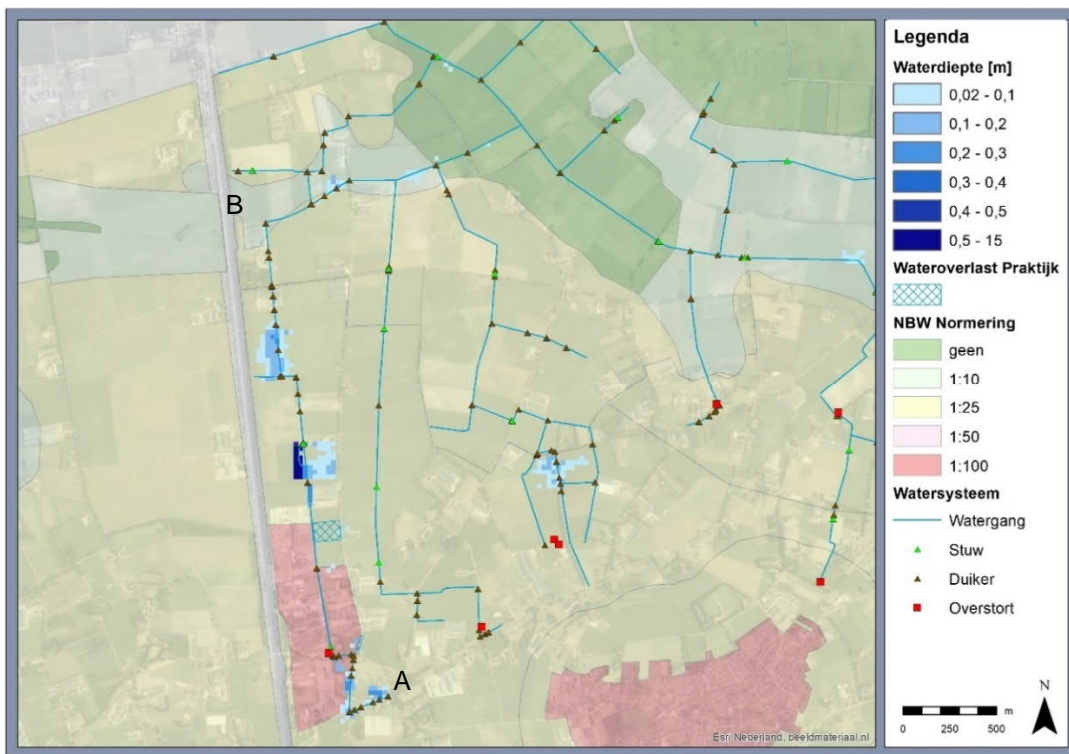 B
A
Esri Nederland, beeldmateriaal.nl
Legenda
Waterdiepte [m]
0,02 - 0,1
0,1 - 0,2
0,2 - 0,3
0,3 - 0,4
0,4 - 0,5
0,5 - 15
Wateroverlast Praktijk
NBW Normering
geen
1:10
1:25
1:50
1:100
Watersysteem
Watergang
Stuw
Duiker
Overstort
N
0 250 500 m